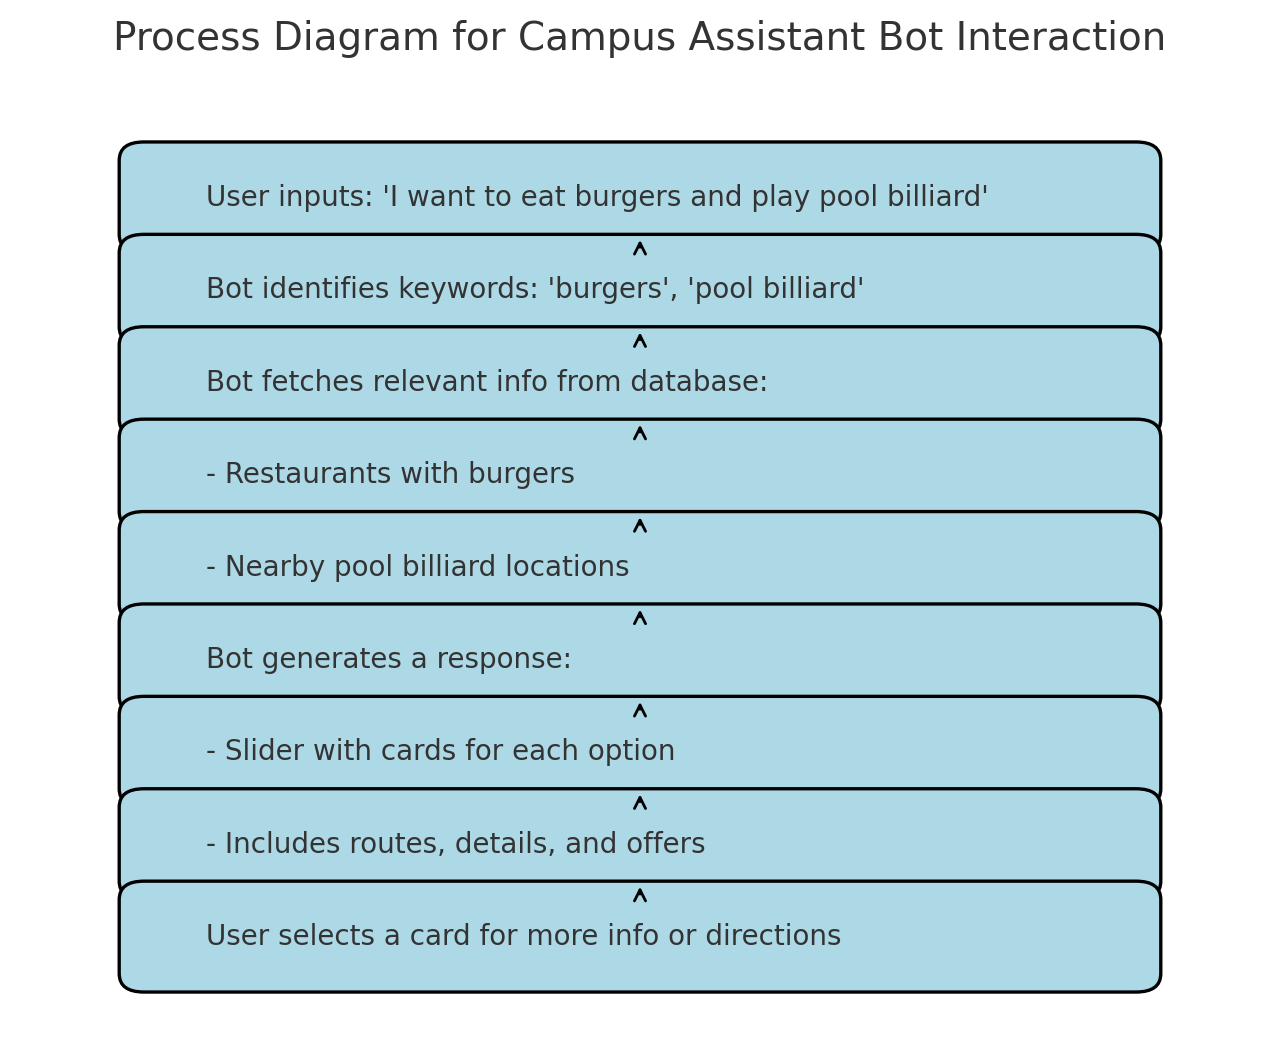 Process Diagram for Campus Assistant Bot Interaction
User inputs: 'I want to eat burgers and play pool billiard'
Bot identifies keywords: 'burgers', 'pool billiard'
Bot fetches relevant info from database:
- Restaurants with burgers
- Nearby pool billiard locations
Bot generates a response:
- Slider with cards for each option
- Includes routes, details, and offers
User selects a card for more info or directions